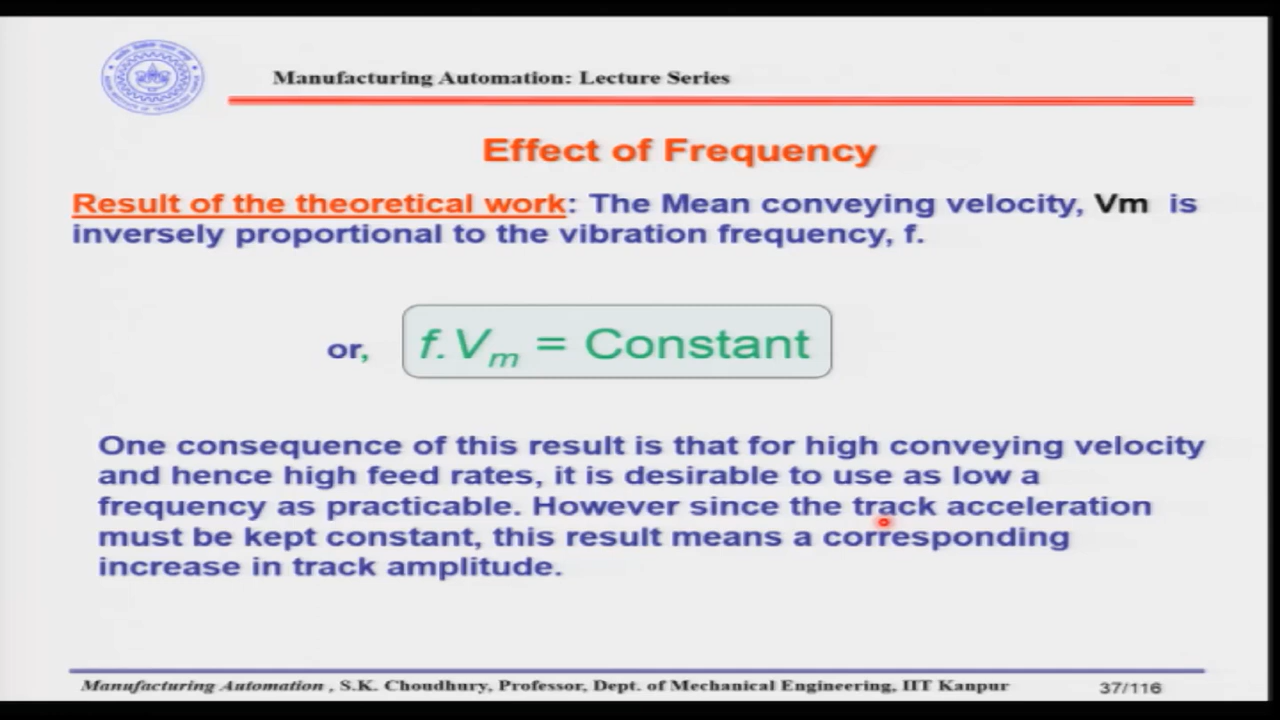 Manufacturing Automation: Lecture Series
Effect of Frequency
Result of the theoretical work: The Mean conveying velocity, Vm is
inversely proportional to the vibration frequency, f.
or, f.Vm = Constant
One consequence of this result is that for high conveying velocity
and hence high feed rates, it is desirable to use as low a
frequency as practicable. However since the track acceleration
must be kept constant, this result means a corresponding
increase in track amplitude.
Manufacturing Automation , S.K. Choudhury, Professor, Dept. of Mechanical Engineering, IIT Kanpur 37/116